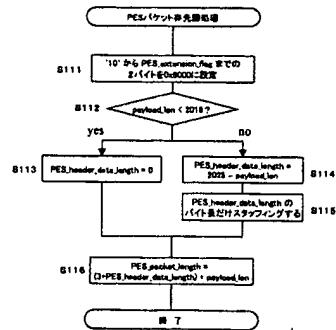 PESパケット非先頭処理
S111
'10' から PES_extension_flag までの
2バイトを0x8000に設定
S112
payload_len < 2018?
yes
no
S113
PES_header_data_length = 0
PES_header_data_length =
2025 - payload_len
S114
PES_header_data_length の
バイト長だけスタッフィングする
S115
S116
PES_packet_length =
(3+PES_header_data_length) + payload_len
終 了